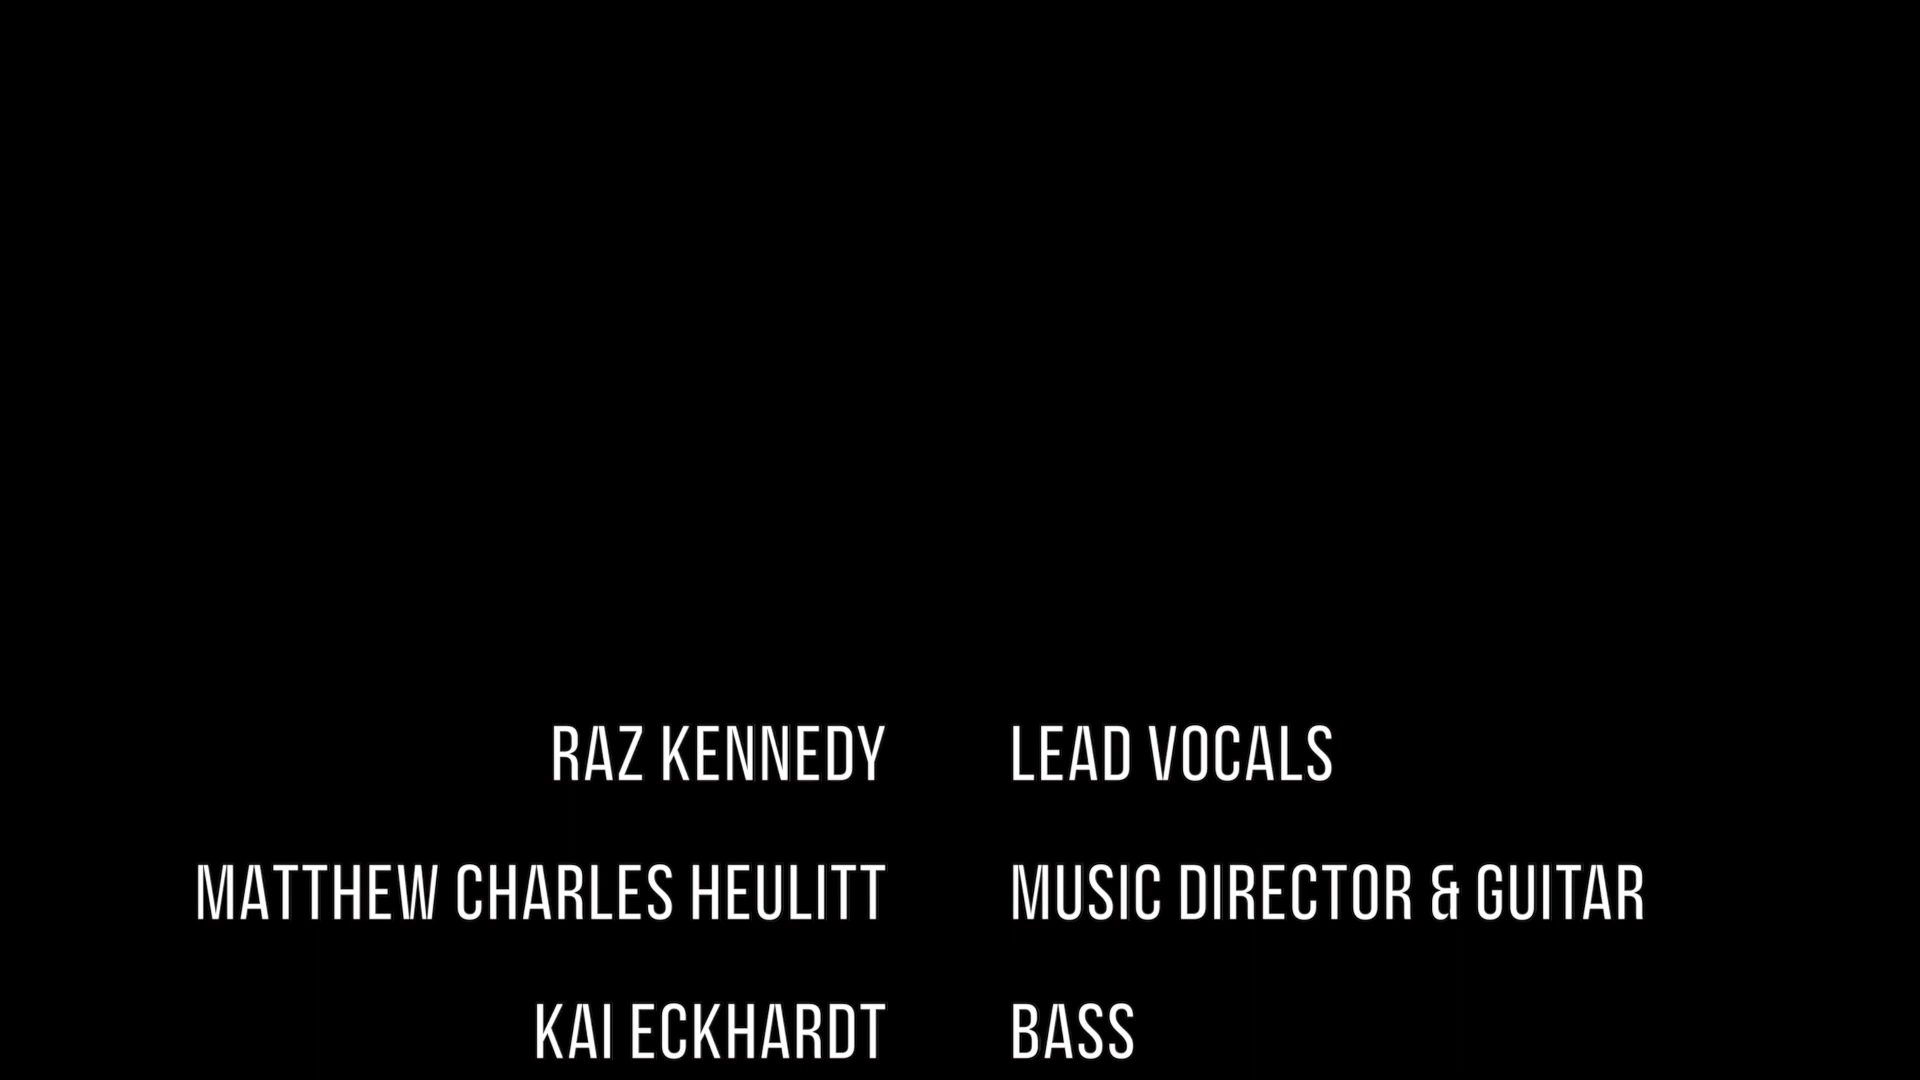 RAZ KENNEDY LEAD VOCALS
MATTHEW CHARLES HEULITT MUSIC DIRECTOR & GUITAR
KAI ECKHARDT BASS